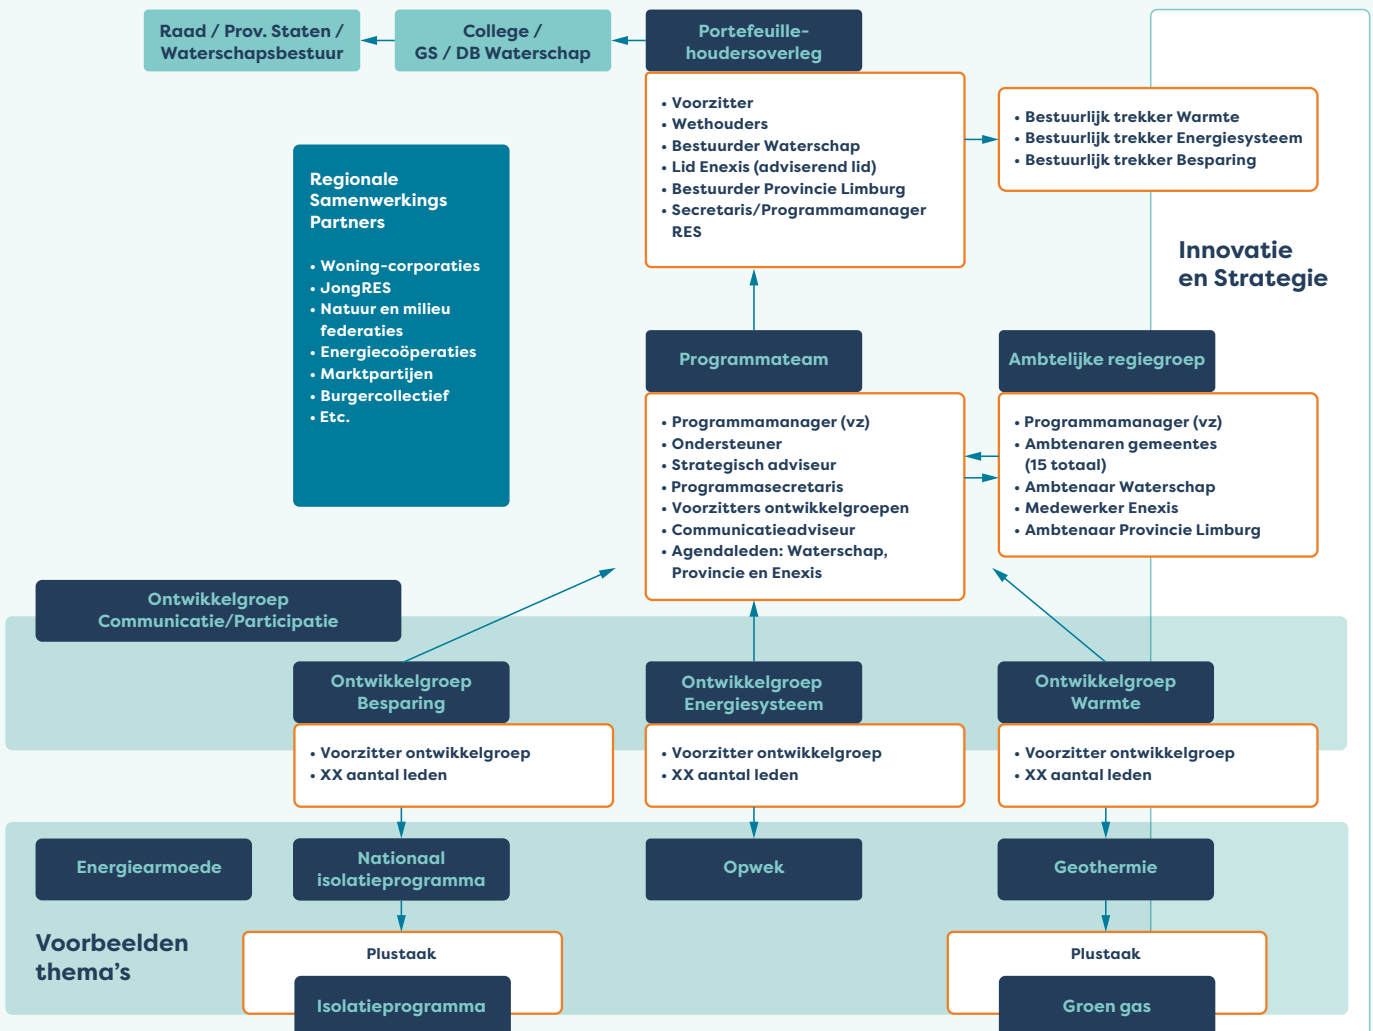 Raad / Prov. Staten /
Waterschapsbestuur
College /
GS / DB Waterschap
Portefeuille-
houdersoverleg
• Voorzitter
• Wethouders
• Bestuurder Waterschap
• Lid Enexis (adviserend lid)
• Bestuurder Provincie Limburg
• Secretaris/Programmamanager
RES
• Bestuurlijk trekker Warmte
• Bestuurlijk trekker Energiesysteem
• Bestuurlijk trekker Besparing
Regionale
Samenwerkings
Partners
• Woning-corporaties
• JongRES
• Natuur en milieu
federaties
• Energiecoöperaties
• Marktpartijen
• Burgercollectief
• Etc.
Innovatie
en Strategie
Programmateam
• Programmamanager (vz)
• Ondersteuner
• Strategisch adviseur
• Programmasecretaris
• Voorzitters ontwikkelgroepen
• Communicatieadviseur
• Agendaleden: Waterschap,
Provincie en Enexis
Ambtelijke regiegroep
• Programmamanager (vz)
• Ambtenaren gemeentes
(15 totaal)
• Ambtenaar Waterschap
• Medewerker Enexis
• Ambtenaar Provincie Limburg
Ontwikkelgroep
Communicatie/Participatie
Ontwikkelgroep
Besparing
• Voorzitter ontwikkelgroep
• XX aantal leden
Ontwikkelgroep
Energiesysteem
• Voorzitter ontwikkelgroep
• XX aantal leden
Ontwikkelgroep
Warmte
• Voorzitter ontwikkelgroep
• XX aantal leden
Energiearmoede
Nationaal
isolatieprogramma
Opwek
Geothermie
Voorbeelden
thema's
Plustaak
Isolatieprogramma
Plustaak
Groen gas